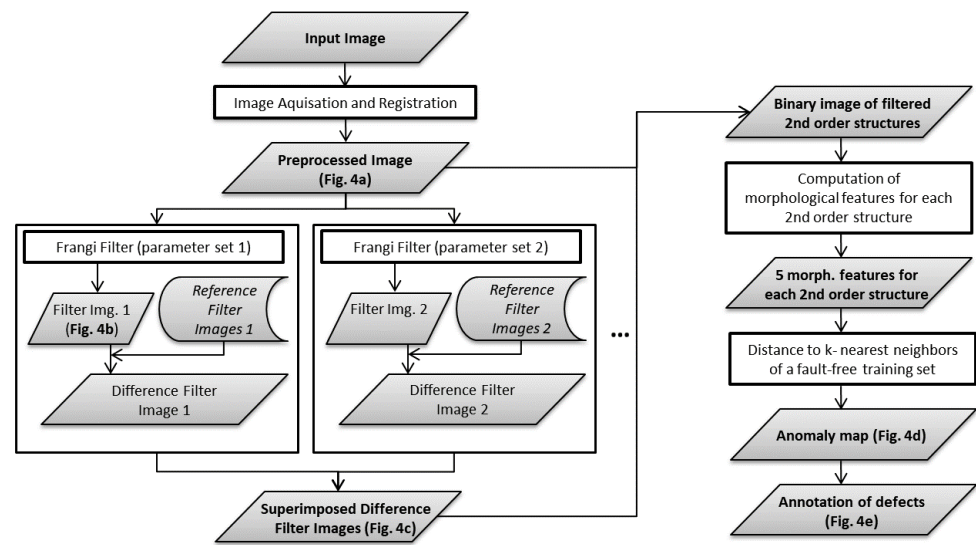 Input Image
Image Aquisation and Registration
Preprocessed Image
(Fig. 4a)
Frangi Filter (parameter set 1)
Filter Img. 1
(Fig. 4b)
Reference
Filter
Images 1
Difference Filter
Image 1
Frangi Filter (parameter set 2)
Filter Img. 2
Reference
Filter
Images 2
Difference Filter
Image 2
...
Superimposed Difference
Filter Images (Fig. 4c)
Binary image of filtered
2nd order structures
Computation of
morphological features for each
2nd order structure
5 morph. features for
each 2nd order structure
Distance to k- nearest neighbors
of a fault-free training set
Anomaly map (Fig. 4d)
Annotation of defects
(Fig. 4e)